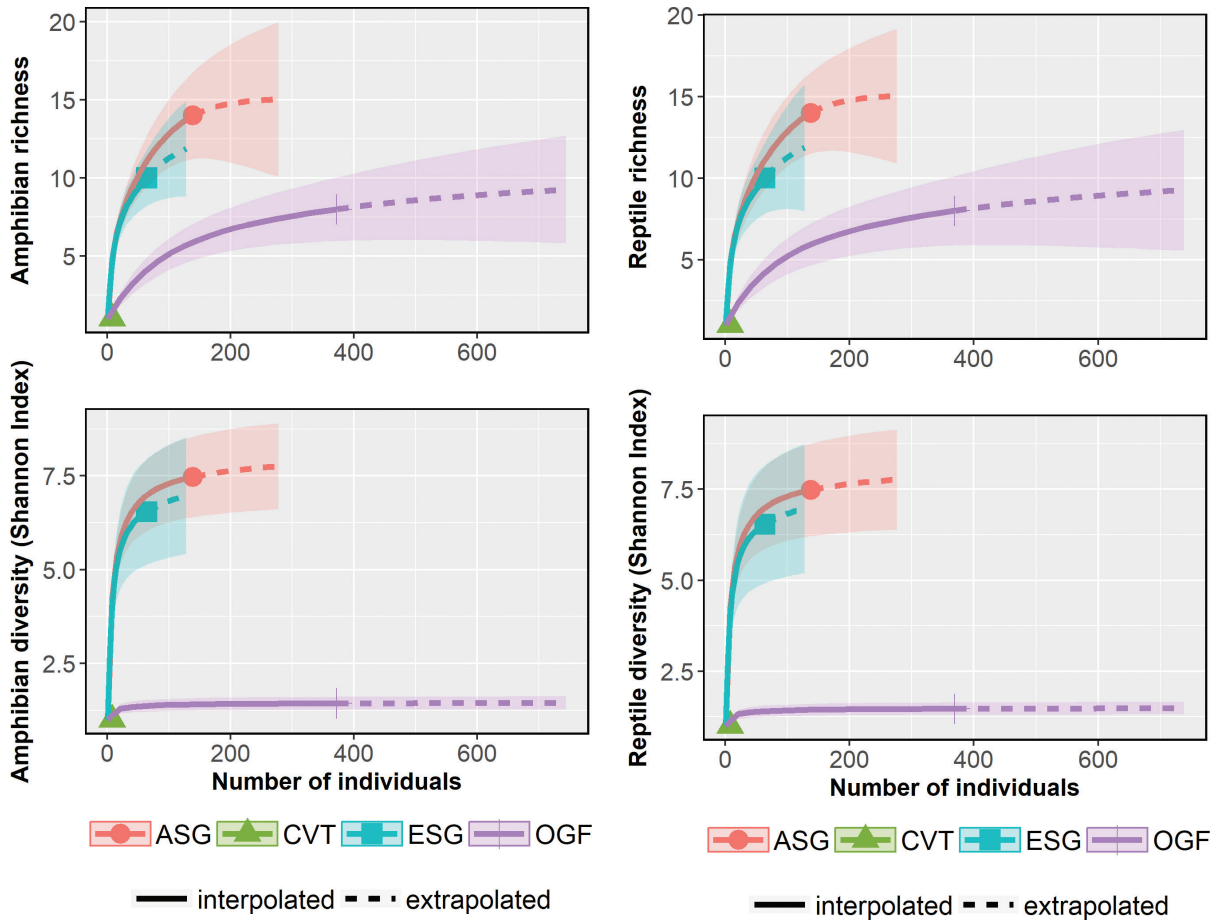 Amphibian richness
20
15
10
5
0 200 400 600
Reptile richness
20
15
10
5
0 200 400 600
Amphibian diversity (Shannon Index)
7.5
5.0
2.5
0 200 400 600
Number of individuals
Reptile diversity (Shannon Index)
7.5
5.0
2.5
0 200 400 600
Number of individuals
ASG CVT ESG OGF
interpolated extrapolated
ASG CVT ESG OGF
interpolated extrapolated